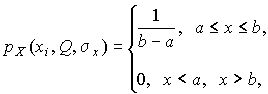 p_X(x_i, Q, σ_x) = { 1/(b − a), a ≤ x ≤ b,
0, x < a, x > b,